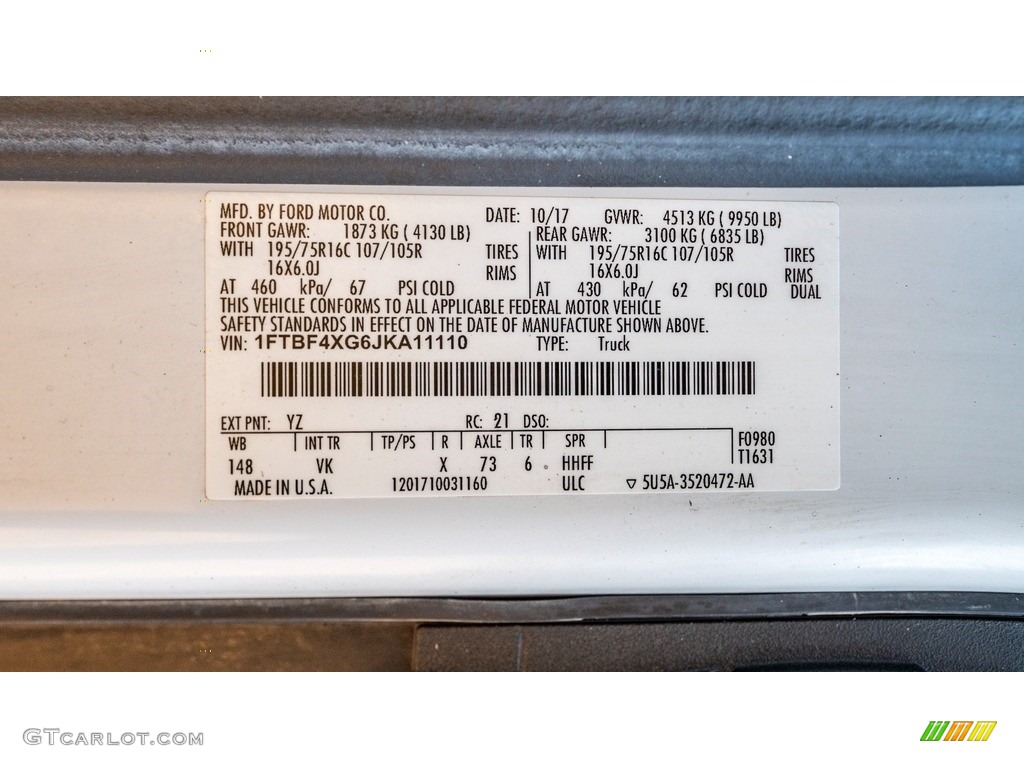 MFD. BY FORD MOTOR CO. DATE: 10/17 GVWR: 4513 KG ( 9950 LB)
FRONT GAWR: 1873 KG ( 4130 LB) REAR GAWR: 3100 KG ( 6835 LB)
WITH 195/75R16C 107/105R TIRES WITH 195/75R16C 107/105R TIRES
16X6.0J RIMS 16X6.0J RIMS
AT 460 kPa/ 67 PSI COLD AT 430 kPa/ 62 PSI COLD DUAL
THIS VEHICLE CONFORMS TO ALL APPLICABLE FEDERAL MOTOR VEHICLE
SAFETY STANDARDS IN EFFECT ON THE DATE OF MANUFACTURE SHOWN ABOVE.
VIN: 1FTBF4XG6JKA11110 TYPE: Truck
EXT PNT: YZ RC: 21 DSO:
WB INT TR TP/PS R AXLE TR SPR F0980
148 VK X 73 6 HHFF T1631
MADE IN U.S.A. 1201710031160 ULC ▽ 5U5A-3520472-AA
GTCARLOT.COM